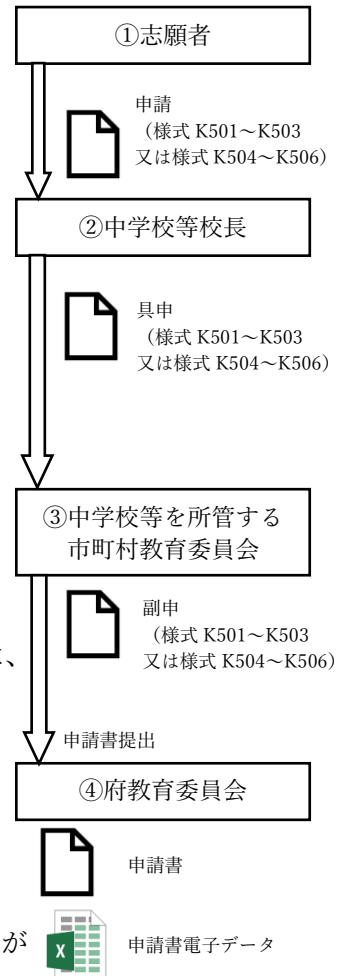 ①志願者
申請
（様式 K501～K503
又は様式 K504～K506）
②中学校等校長
具申
（様式 K501～K503
又は様式 K504～K506）
③中学校等を所管する
市町村教育委員会
副申
（様式 K501～K503
又は様式 K504～K506）
、
申請書提出
④府教育委員会
申請書
が
X
申請書電子データ